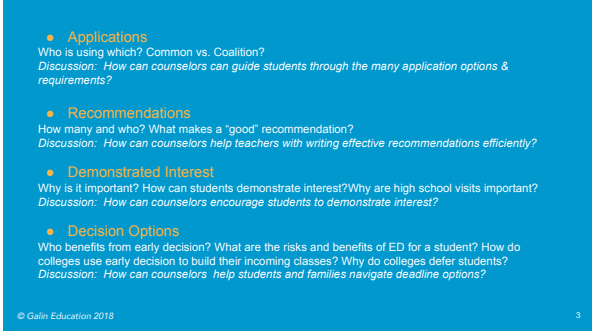 ● Applications
Who is using which? Common vs. Coalition?
Discussion:  How can counselors can guide students through the many application options &
requirements?
● Recommendations
How many and who? What makes a “good” recommendation?
Discussion:  How can counselors help teachers with writing effective recommendations efficiently?
● Demonstrated Interest
Why is it important? How can students demonstrate interest?Why are high school visits important?
Discussion:  How can counselors encourage students to demonstrate interest?
● Decision Options
Who benefits from early decision? What are the risks and benefits of ED for a student? How do
colleges use early decision to build their incoming classes? Why do colleges defer students?
Discussion:  How can counselors  help students and families navigate deadline options?
© Galin Education 2018
3